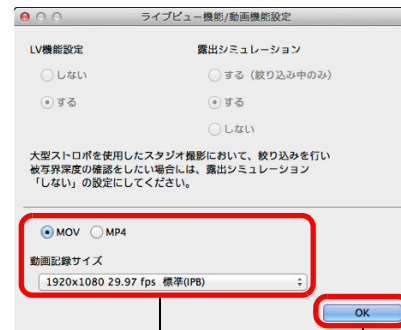 ライブビュー機能/動画機能設定
LV機能設定
露出シミュレーション
しない
する（絞り込み中のみ）
する
する
しない
大型ストロボを使用したスタジオ撮影において、絞り込みを行い
被写界深度の確認をしたい場合には、露出シミュレーション
「しない」の設定にしてください。
MOV
MP4
動画記録サイズ
1920x1080 29.97 fps 標準(IPB)
OK